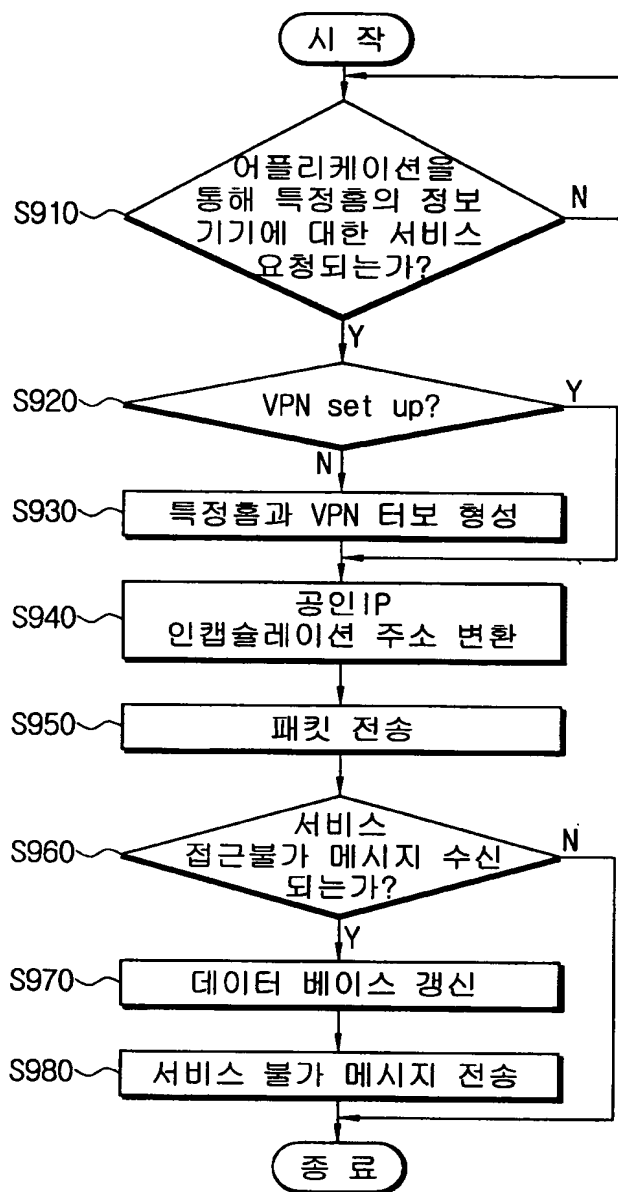 시 작
어플리케이션을
통해 특정홈의 정보
기기에 대한 서비스
요청되는가?
S910
N
Y
S920
VPN set up?
Y
N
S930
특정홈과 VPN 터보 형성
S940
공인IP
인캡슐레이션 주소 변환
S950
패킷 전송
S960
서비스
접근불가 메시지 수신
되는가?
N
Y
S970
데이터 베이스 갱신
S980
서비스 불가 메시지 전송
종 료